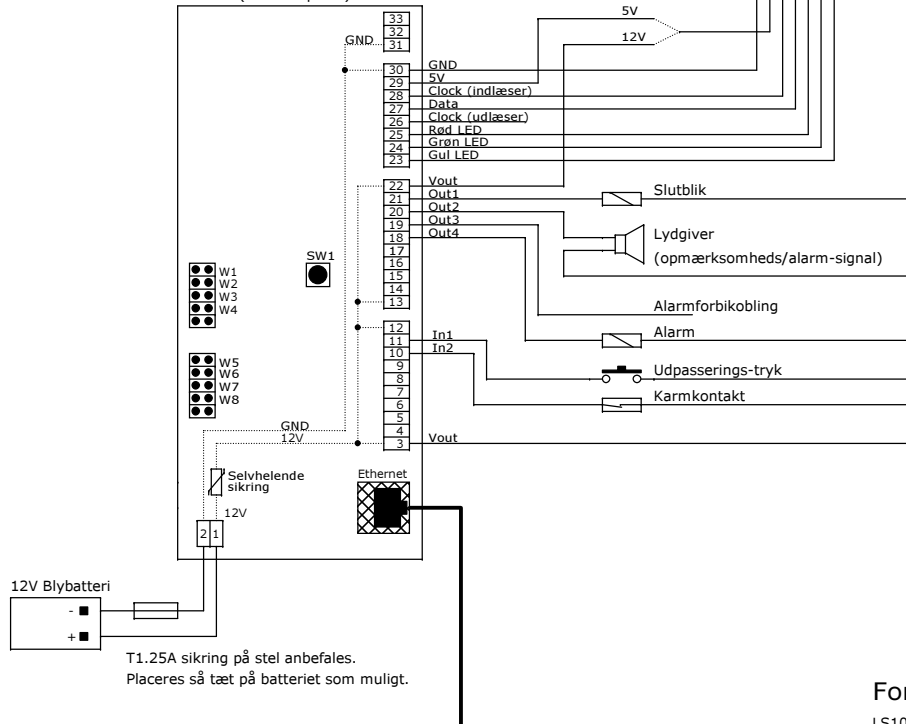 5V
12V
33
32
GND 31
30 GND
29 5V
28 Clock (indlæser)
27 Data
26 Clock (udlæser)
25 Rød LED
24 Grøn LED
23 Gul LED
22 Vout
21 Out1 Slutblik
20 Out2
19 Out3 Lydgiver
18 Out4 (opmærksomheds/alarm-signal)
17
SW1 16
15
14
13
W1
W2
W3
W4
Alarmforbikobling
12
11 In1 Alarm
10 In2
9
8 Udpasserings-tryk
7
6 Karmkontakt
5
4
3 Vout
W5
W6
W7
W8
GND
12V
Selvhelende
sikring
Ethernet
12V
2 1
12V Blybatteri
-
+
T1.25A sikring på stel anbefales.
Placeres så tæt på batteriet som muligt.